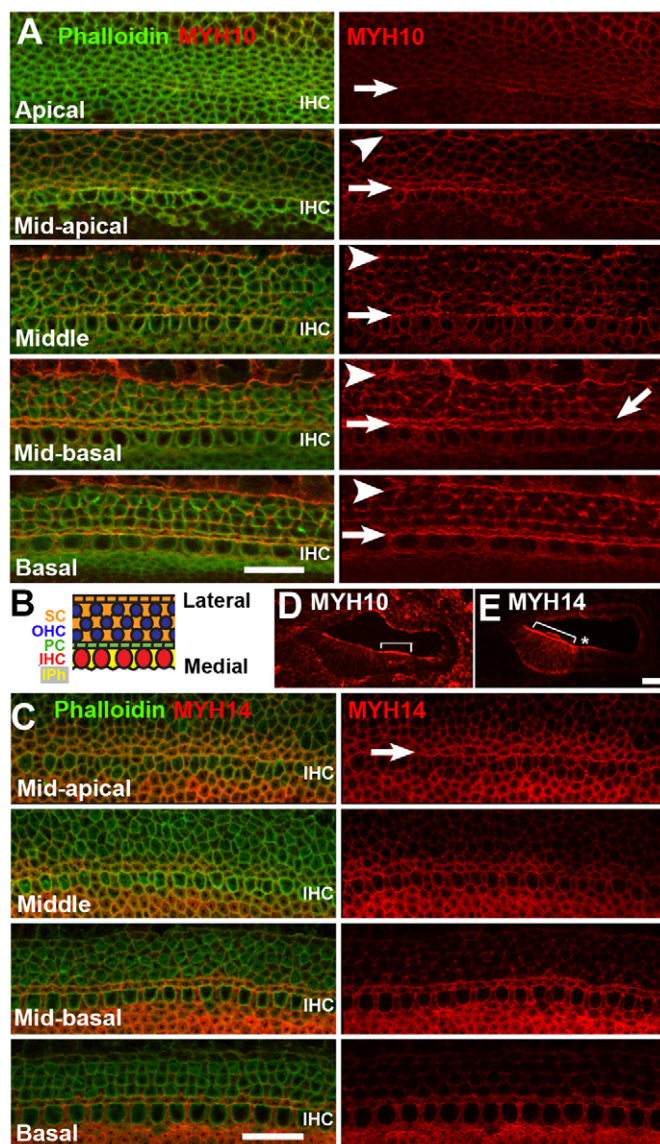 A Phalloidin MYH10 MYH10
IHC
Apical
IHC
Mid-apical
IHC
Middle
IHC
Mid-basal
IHC
Basal
B
SC
OHC
PC
IHC
IPh
Lateral
Medial
D MYH10
E MYH14
*
C Phalloidin MYH14 MYH14
IHC
Mid-apical
IHC
Middle
IHC
Mid-basal
IHC
Basal